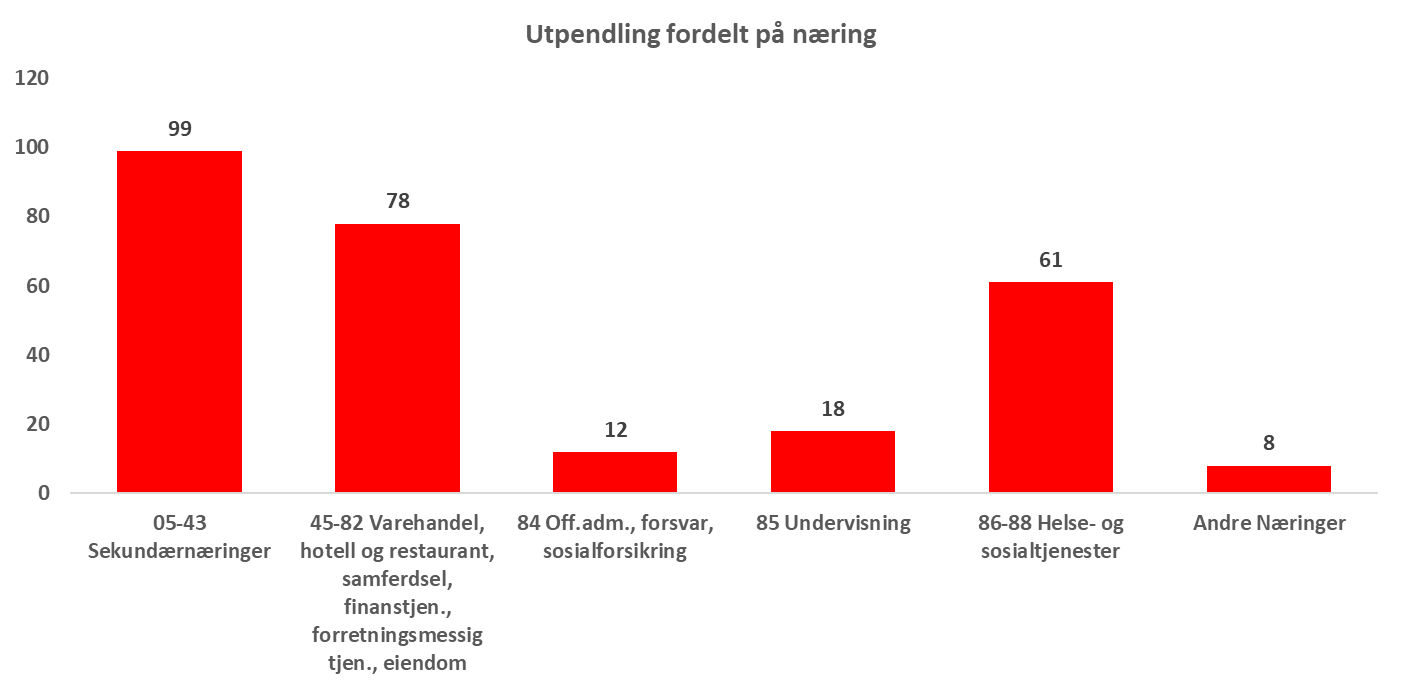 Utpendling fordelt på næring
120
100
80
60
40
20
0
99
78
12
18
61
8
05-43
Sekundærnæringer
45-82 Varehandel,
hotell og restaurant,
samferdsel,
finanstjen.,
forretningsmessig
tjen., eiendom
84 Off.adm., forsvar,
sosialforsikring
85 Undervisning
86-88 Helse- og
sosialtjenester
Andre Næringer